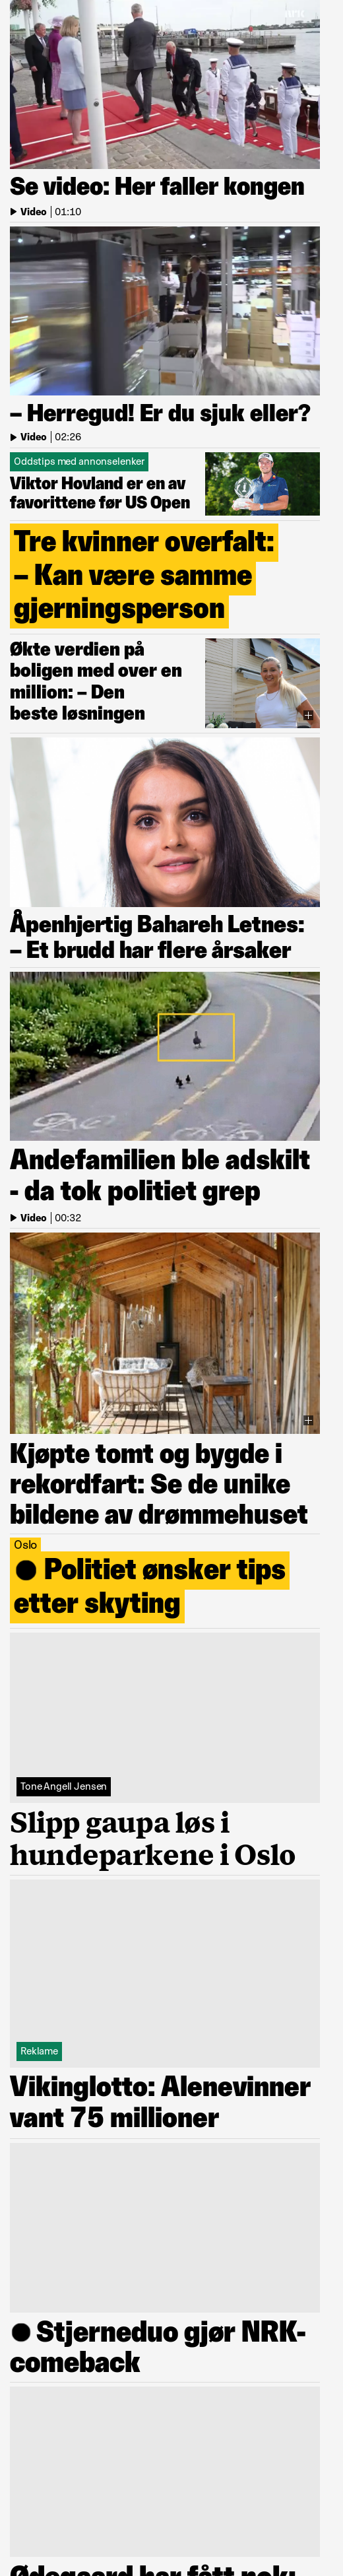 nrk
Se video: Her faller kongen
Video | 01:10
– Herregud! Er du sjuk eller?
Video | 02:26
Oddstips med annonselenker
Viktor Hovland er en av
favorittene før US Open
Tre kvinner overfalt:
– Kan være samme
gjerningsperson
Økte verdien på
boligen med over en
million: – Den
beste løsningen
Åpenhjertig Bahareh Letnes:
– Et brudd har flere årsaker
Andefamilien ble adskilt
- da tok politiet grep
Video | 00:32
Kjøpte tomt og bygde i
rekordfart: Se de unike
bildene av drømmehuset
Oslo
● Politiet ønsker tips
etter skyting
Tone Angell Jensen
Slipp gaupa løs i
hundeparkene i Oslo
Reklame
Vikinglotto: Alenevinner
vant 75 millioner
● Stjerneduo gjør NRK-
comeback
Ødegaard har fått nok: